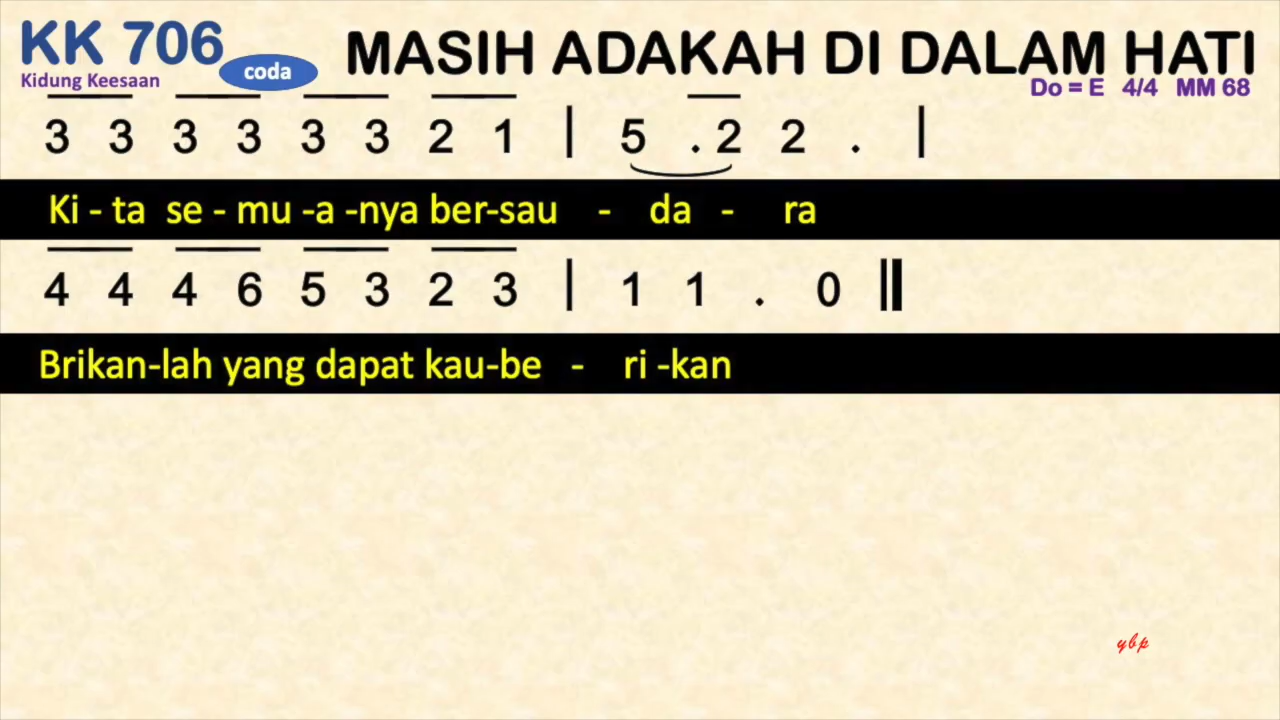 KK 706 MASIH ADAKAH DI DALAM HATI
Kidung Keesaan coda Do = E 4/4 MM 68
3 3 3 3 3 3 2 1 | 5 . 2 2 . |
Ki - ta se - mu -a -nya ber-sau - da - ra
4 4 4 6 5 3 2 3 | 1 1 . 0 ||
Brikan-lah yang dapat kau-be - ri -kan
ybp